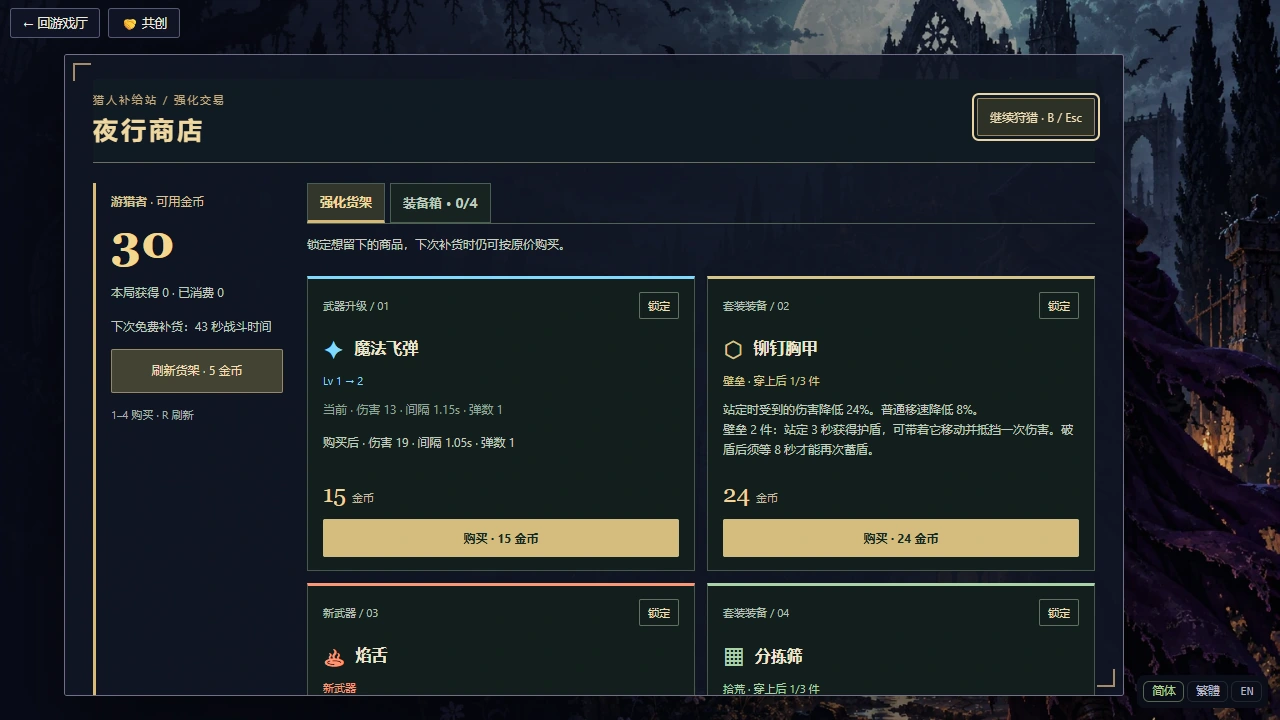 ← 回游戏厅
共创
猎人补给站 / 强化交易
夜行商店
继续狩猎 · B / Esc
游猎者 · 可用金币
30
本局获得 0 · 已消费 0
下次免费补货：43 秒战斗时间
刷新货架 · 5 金币
1–4 购买 · R 刷新
强化货架
装备箱 • 0/4
锁定想留下的商品，下次补货时仍可按原价购买。
武器升级 / 01
锁定
魔法飞弹
Lv 1 → 2
当前 · 伤害 13 · 间隔 1.15s · 弹数 1
购买后 · 伤害 19 · 间隔 1.05s · 弹数 1
15 金币
购买 · 15 金币
套装装备 / 02
锁定
铆钉胸甲
壁垒 · 穿上后 1/3 件
站定时受到的伤害降低 24%。普通移速降低 8%。
壁垒 2 件：站定 3 秒获得护盾，可带着它移动并抵挡一次伤害。破
盾后须等 8 秒才能再次蓄盾。
24 金币
购买 · 24 金币
新武器 / 03
锁定
焰舌
新武器
套装装备 / 04
锁定
分拣筛
拾荒 · 穿上后 1/3 件
简体
繁體
EN